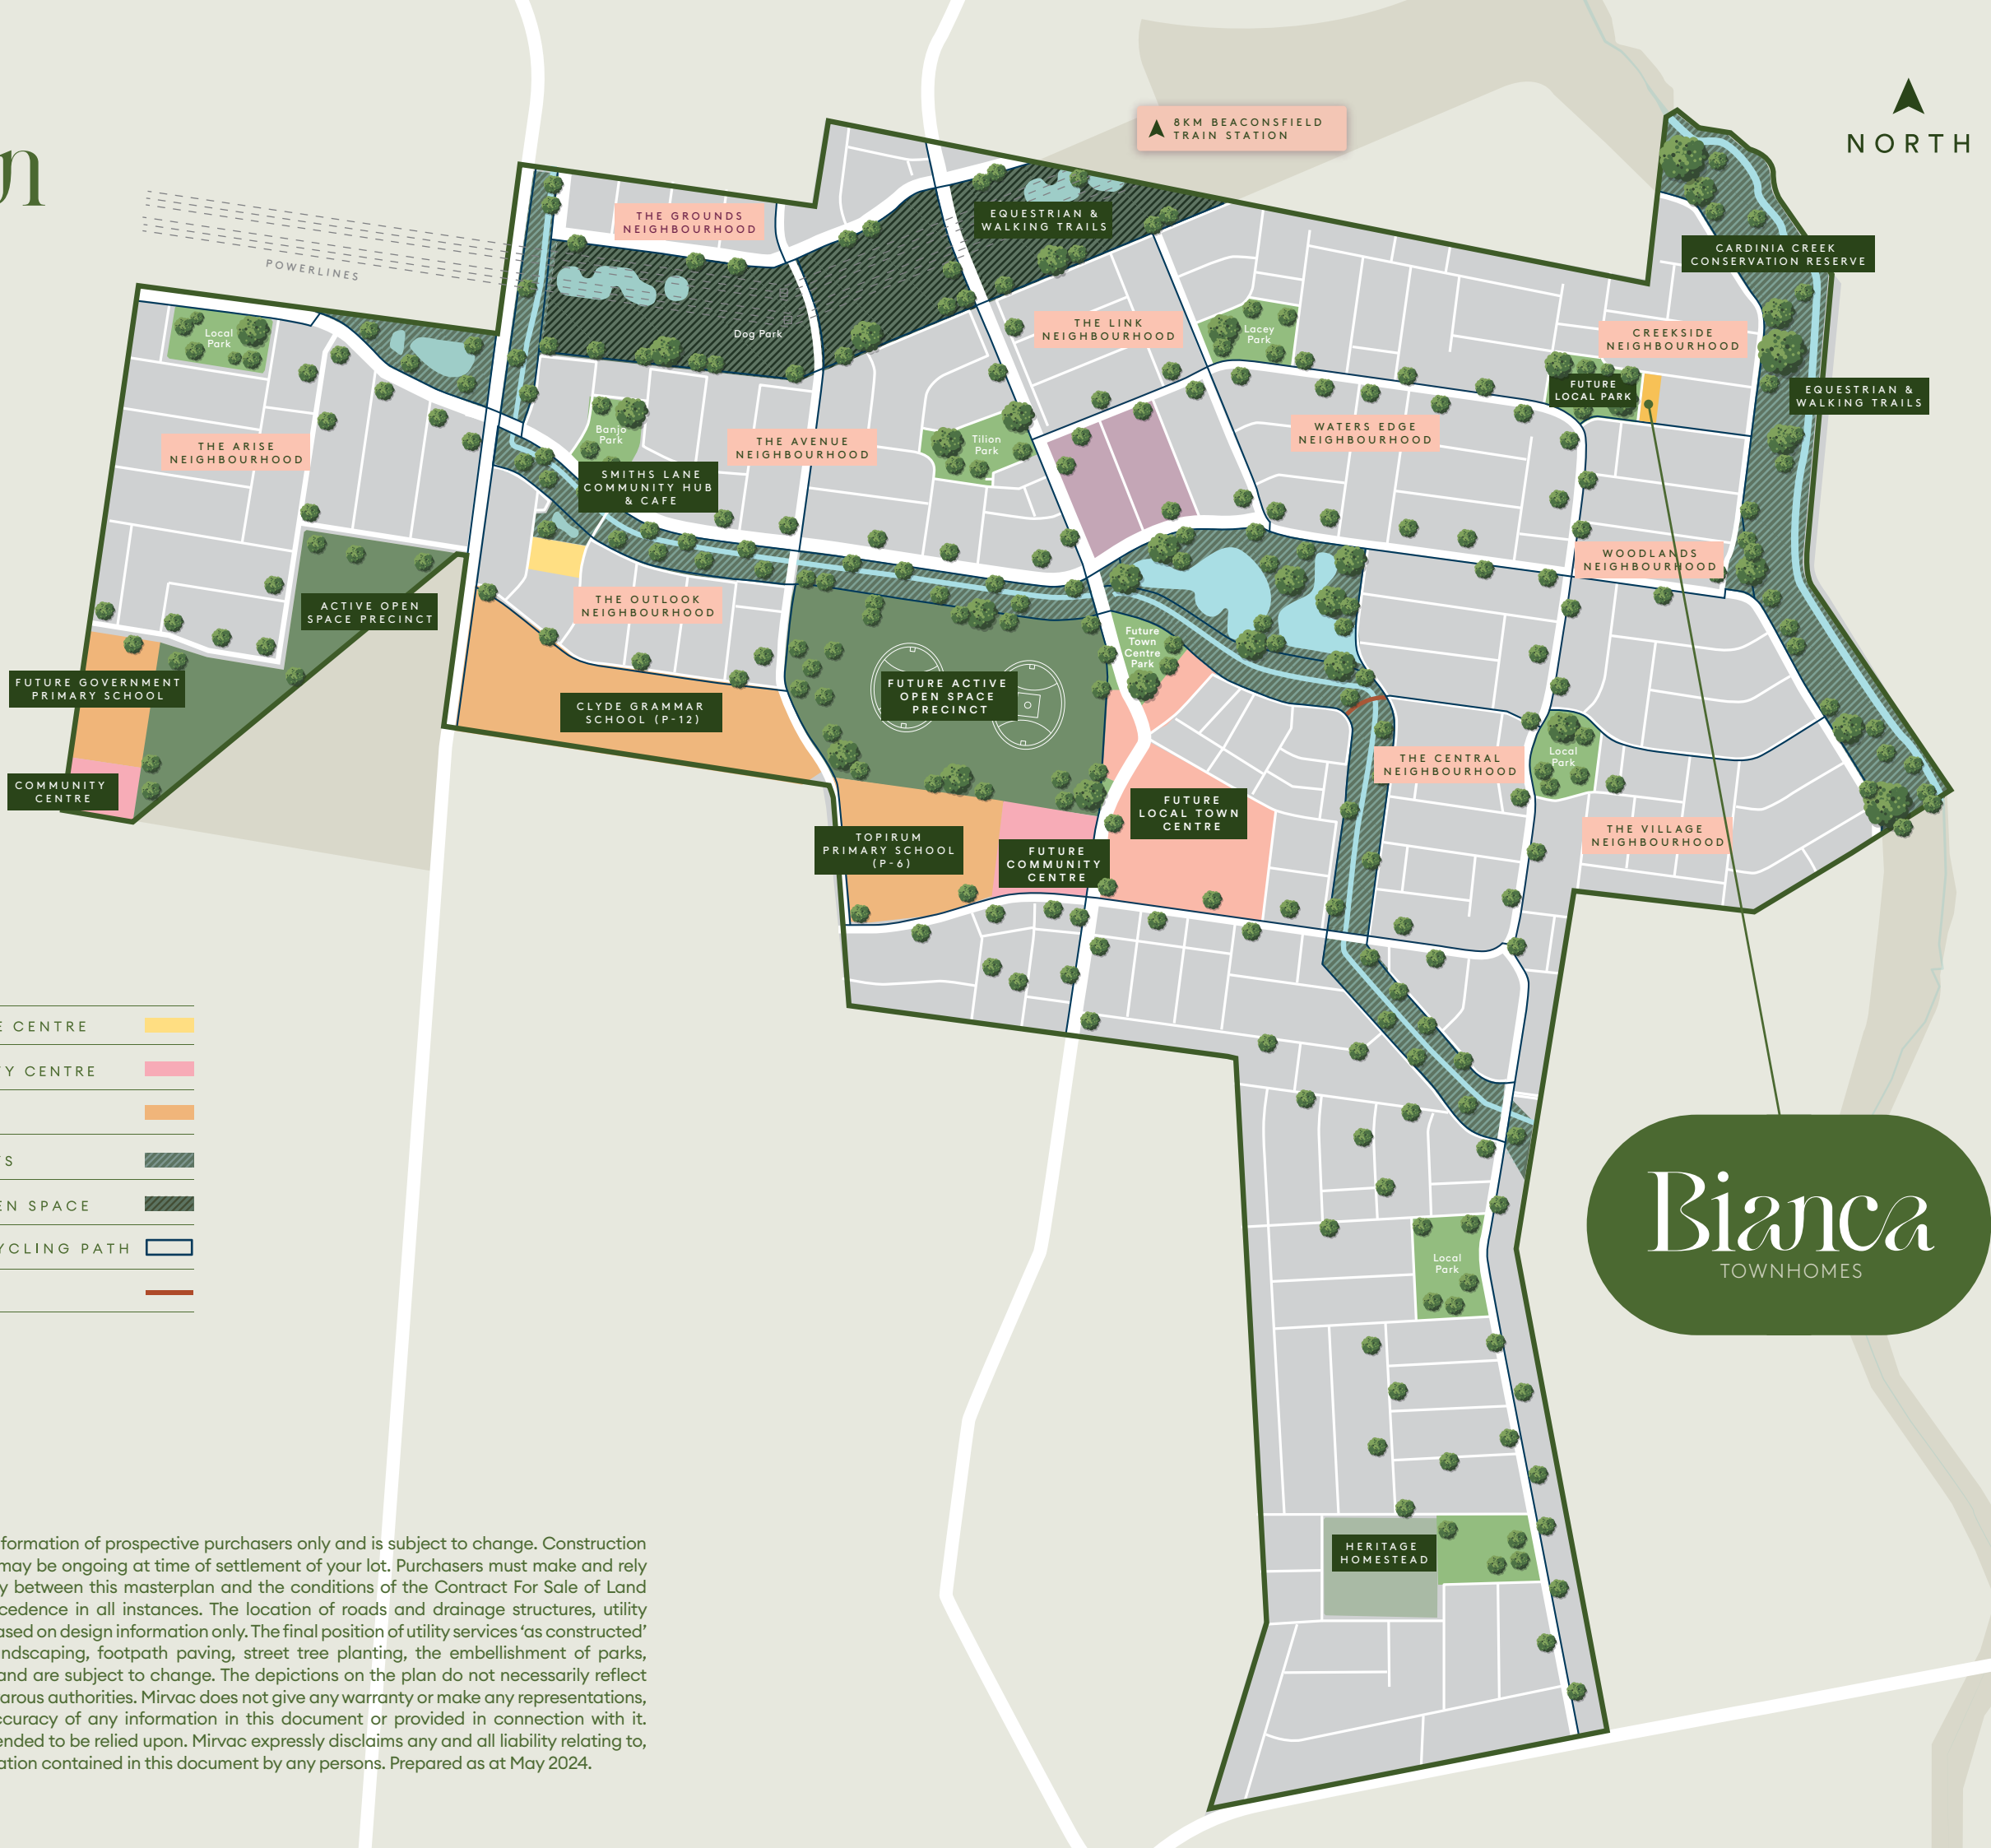 8KM BEACONSFIELD
TRAIN STATION
NORTH
POWERLINES
THE GROUNDS
NEIGHBOURHOOD
EQUESTRIAN &
WALKING TRAILS
CARDINIA CREEK
CONSERVATION RESERVE
Local
Park
Dog Park
THE LINK
NEIGHBOURHOOD
Lacey
Park
CREEKSIDE
NEIGHBOURHOOD
FUTURE
LOCAL PARK
EQUESTRIAN &
WALKING TRAILS
THE ARISE
NEIGHBOURHOOD
Banjo
Park
THE AVENUE
NEIGHBOURHOOD
Tilion
Park
WATERS EDGE
NEIGHBOURHOOD
SMITHS LANE
COMMUNITY HUB
& CAFE
WOODLANDS
NEIGHBOURHOOD
ACTIVE OPEN
SPACE PRECINCT
THE OUTLOOK
NEIGHBOURHOOD
Future
Town
Centre
Park
FUTURE GOVERNMENT
PRIMARY SCHOOL
CLYDE GRAMMAR
SCHOOL (P-12)
FUTURE ACTIVE
OPEN SPACE
PRECINCT
THE CENTRAL
NEIGHBOURHOOD
Local
Park
COMMUNITY
CENTRE
FUTURE
LOCAL TOWN
CENTRE
TOPIRUM
PRIMARY SCHOOL
(P-6)
FUTURE
COMMUNITY
CENTRE
THE VILLAGE
NEIGHBOURHOOD
CENTRE
CENTRE
EN SPACE
YCLING PATH
Bianca
TOWNHOMES
Local
Park
HERITAGE
HOMESTEAD
formation of prospective purchasers only and is subject to change. Construction
may be ongoing at time of settlement of your lot. Purchasers must make and rely
y between this masterplan and the conditions of the Contract For Sale of Land
cedence in all instances. The location of roads and drainage structures, utility
ased on design information only. The final position of utility services ‘as constructed’
ndscaping, footpath paving, street tree planting, the embellishment of parks,
and are subject to change. The depictions on the plan do not necessarily reflect
arous authorities. Mirvac does not give any warranty or make any representations,
ccuracy of any information in this document or provided in connection with it.
ended to be relied upon. Mirvac expressly disclaims any and all liability relating to,
ation contained in this document by any persons. Prepared as at May 2024.